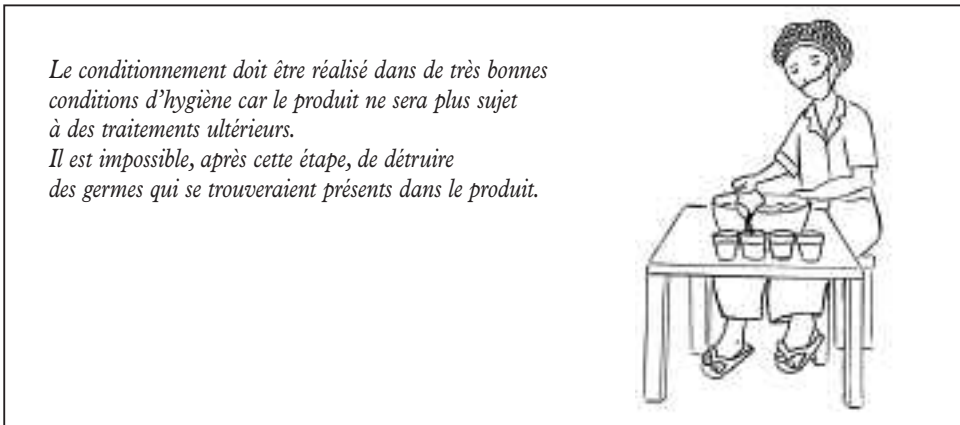 Le conditionnement doit être réalisé dans de très bonnes
conditions d'hygiène car le produit ne sera plus sujet
à des traitements ultérieurs.
Il est impossible, après cette étape, de détruire
des germes qui se trouveraient présents dans le produit.